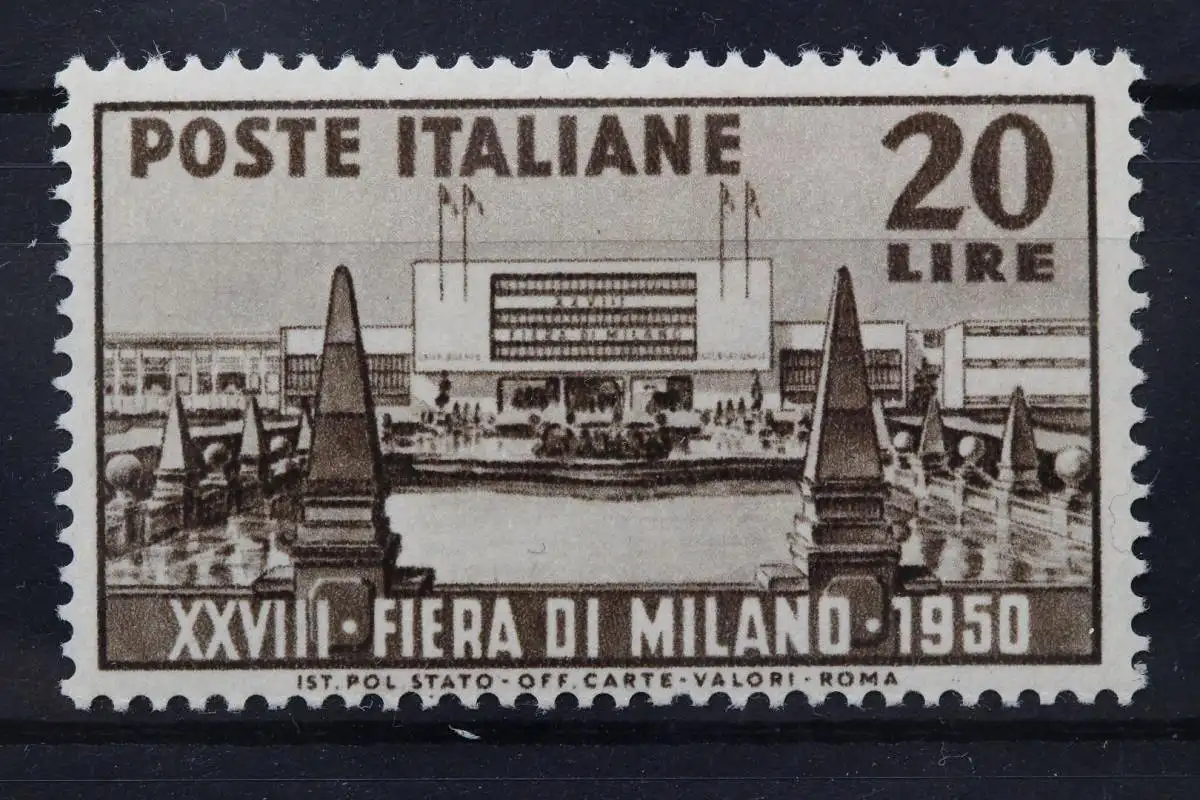 POSTE ITALIANE
20
LIRE
XXVIII
FIERA DI MILANO
XXVIII · FIERA DI MILANO · 1950
IST. POL. STATO - OFF. CARTE - VALORI - ROMA